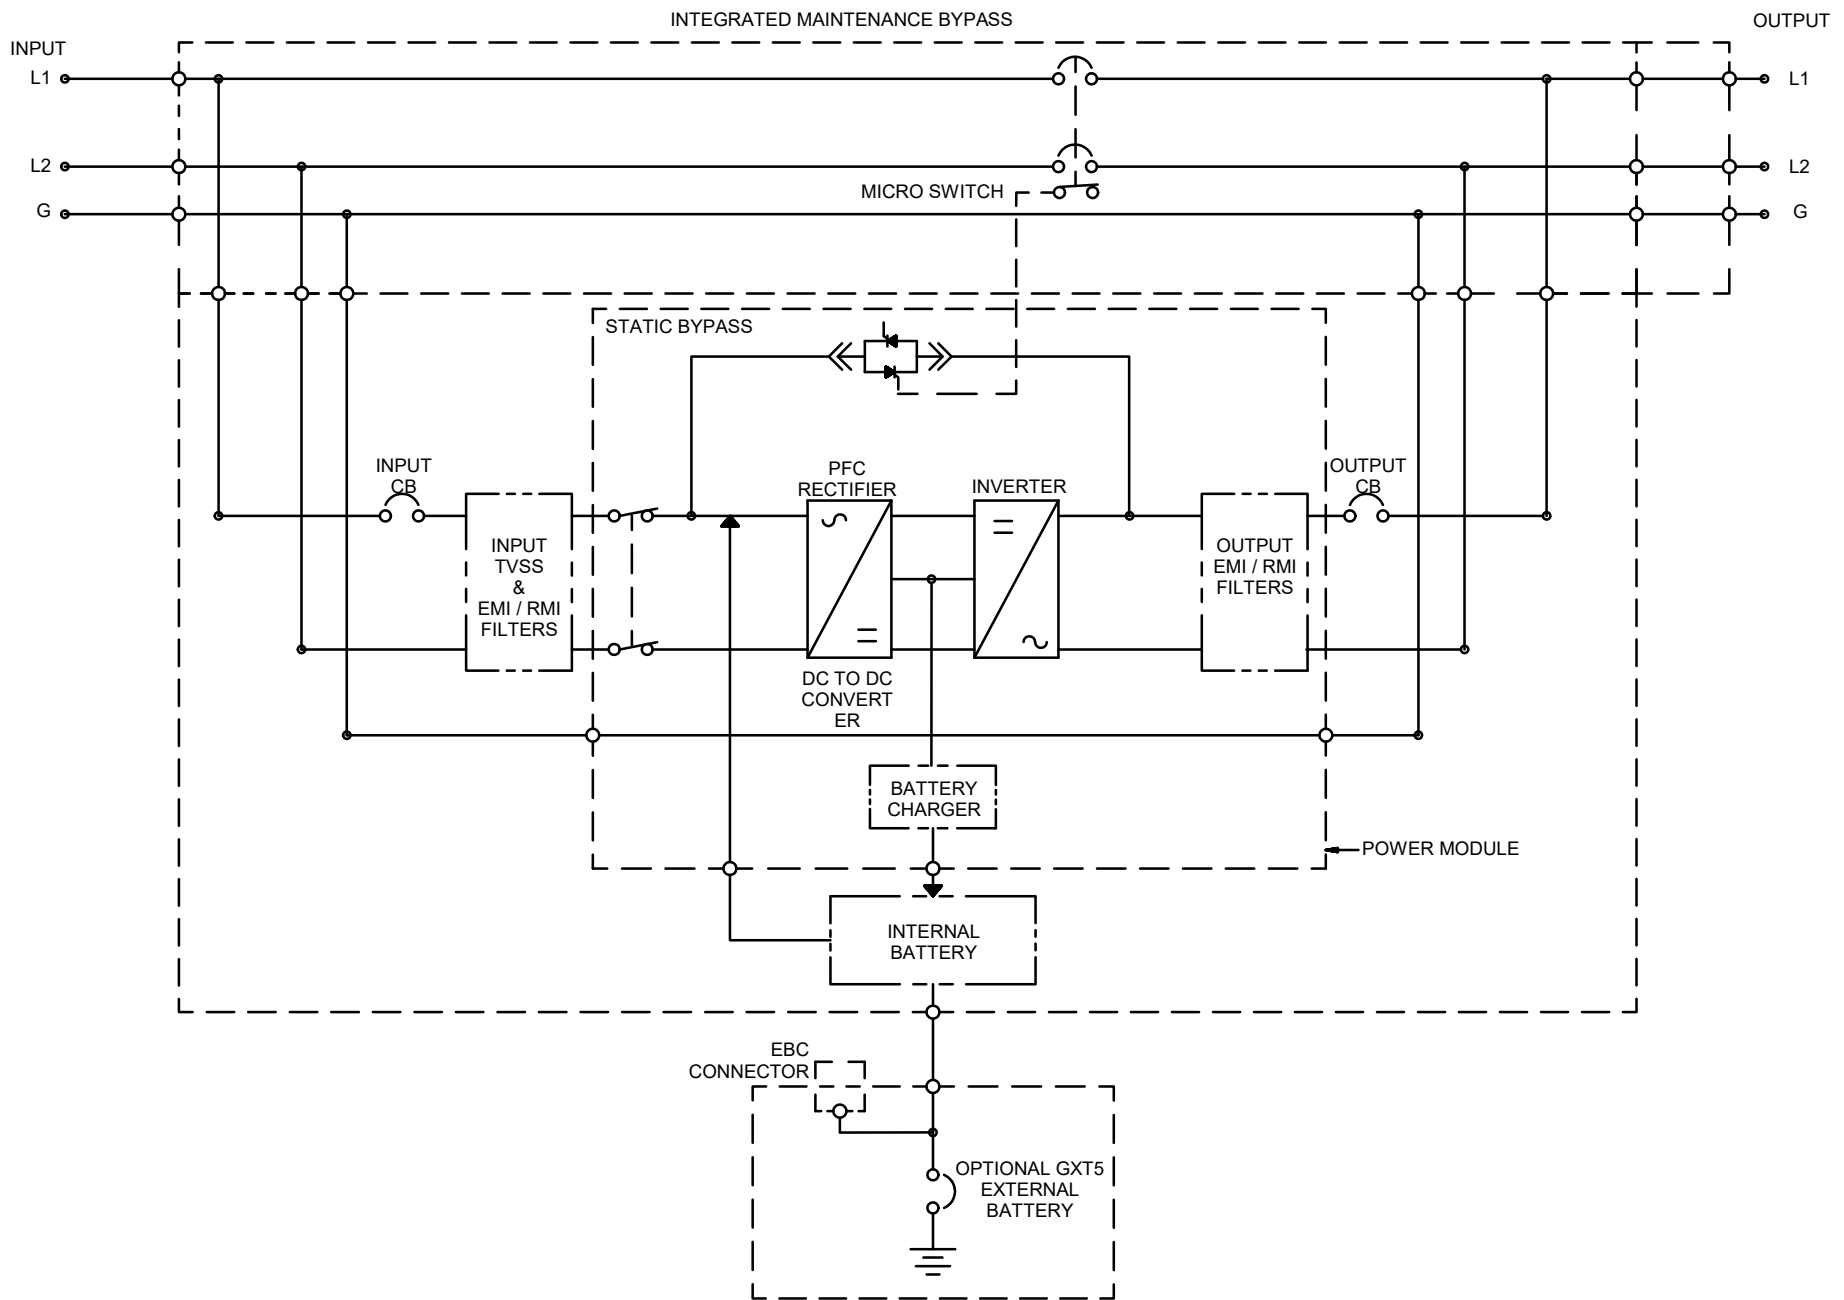 INTEGRATED MAINTENANCE BYPASS
OUTPUT
INPUT
L1
L1
L2
L2
MICRO SWITCH
G
G
STATIC BYPASS
INPUT
CB
PFC
RECTIFIER
INVERTER
OUTPUT
CB
INPUT
TVSS
&
EMI / RMI
FILTERS
OUTPUT
EMI / RMI
FILTERS
DC TO DC
CONVERT
ER
BATTERY
CHARGER
POWER MODULE
INTERNAL
BATTERY
EBC
CONNECTOR
OPTIONAL GXT5
EXTERNAL
BATTERY